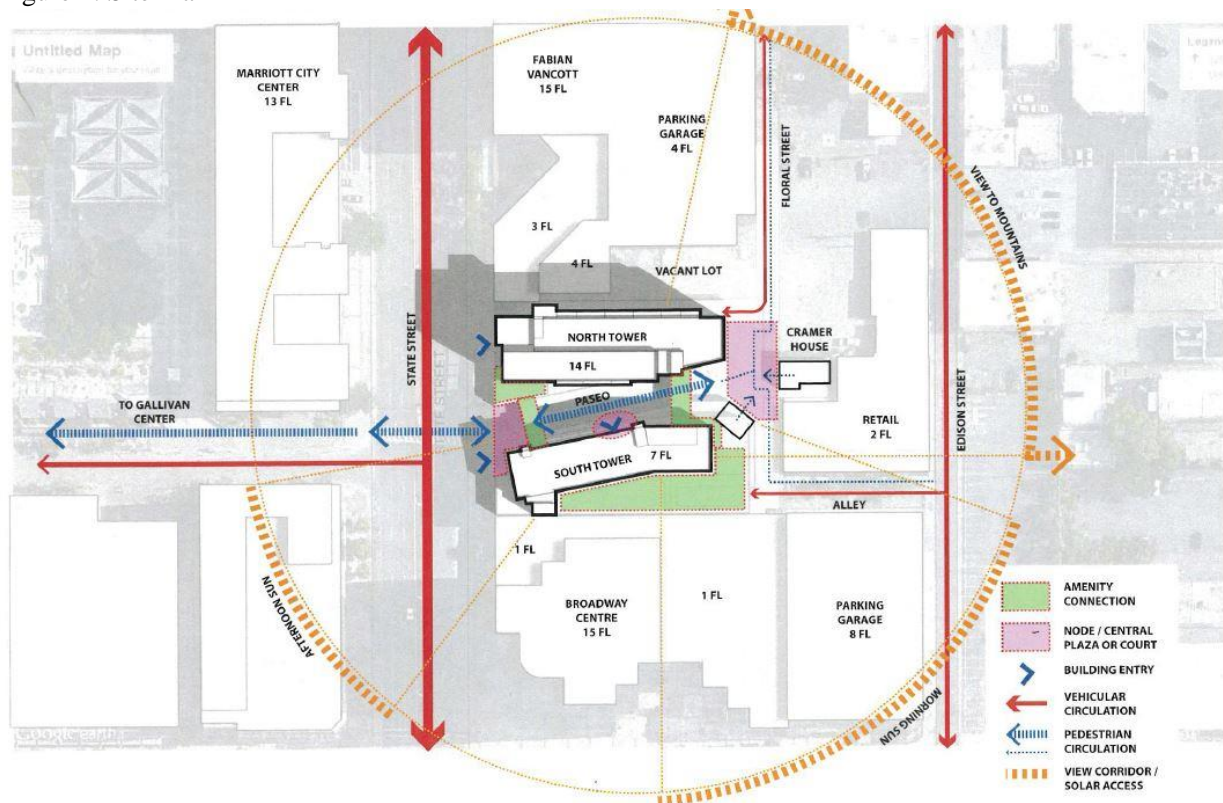 Untitled Map
MARRIOTT CITY
CENTER
13 FL
FABIAN
VANCOTT
15 FL
PARKING
GARAGE
4 FL
FLORAL STREET
VIEW TO MOUNTAINS
3 FL
4 FL
VACANT LOT
STATE STREET
NORTH TOWER
14 FL
CRAMER
HOUSE
PASEO
TO GALLIVAN
CENTER
SOUTH TOWER
7 FL
RETAIL
2 FL
EDISON STREET
ALLEY
AFTERNOON SUN
1 FL
BROADWAY
CENTRE
15 FL
1 FL
PARKING
GARAGE
8 FL
MORNING SUN
AMENITY
CONNECTION
NODE / CENTRAL
PLAZA OR COURT
BUILDING ENTRY
VEHICULAR
CIRCULATION
PEDESTRIAN
CIRCULATION
VIEW CORRIDOR /
SOLAR ACCESS
Google earth